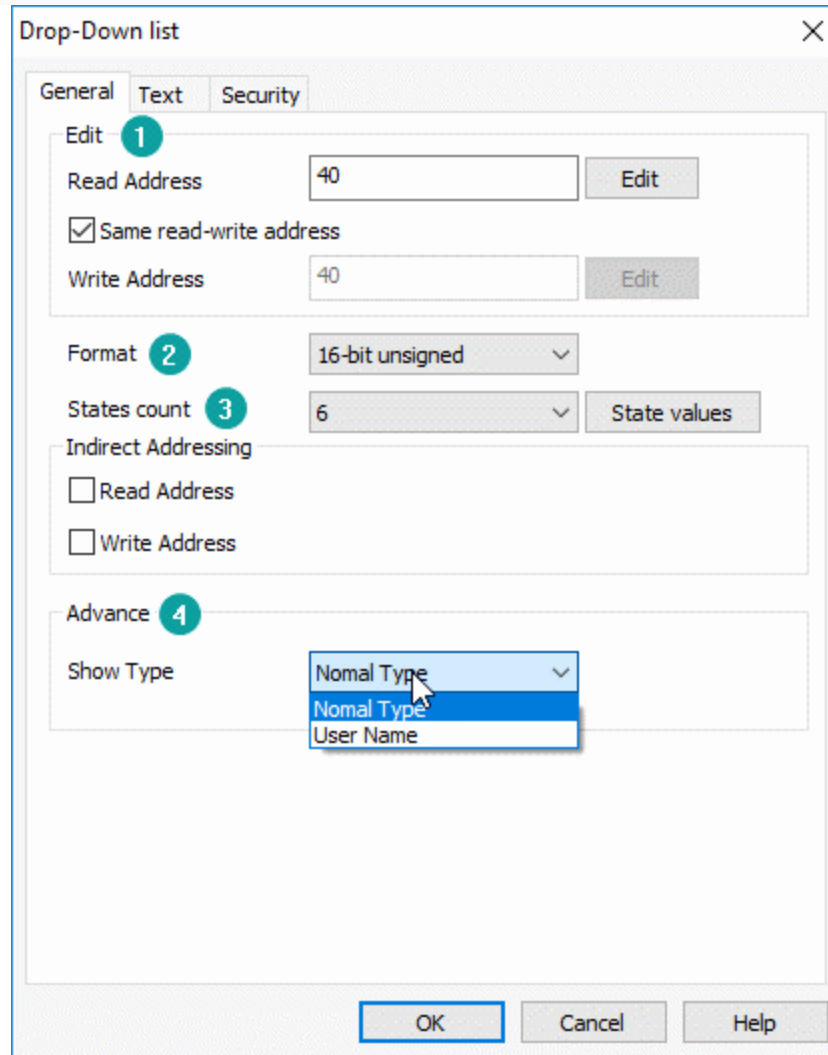 Drop-Down list
General Text Security
Edit 1
Read Address 40 Edit
Same read-write address
Write Address 40 Edit
Format 2 16-bit unsigned
States count 3 6 State values
Indirect Addressing
Read Address
Write Address
Advance 4
Show Type Nomal Type
Nomal Type
User Name
OK Cancel Help